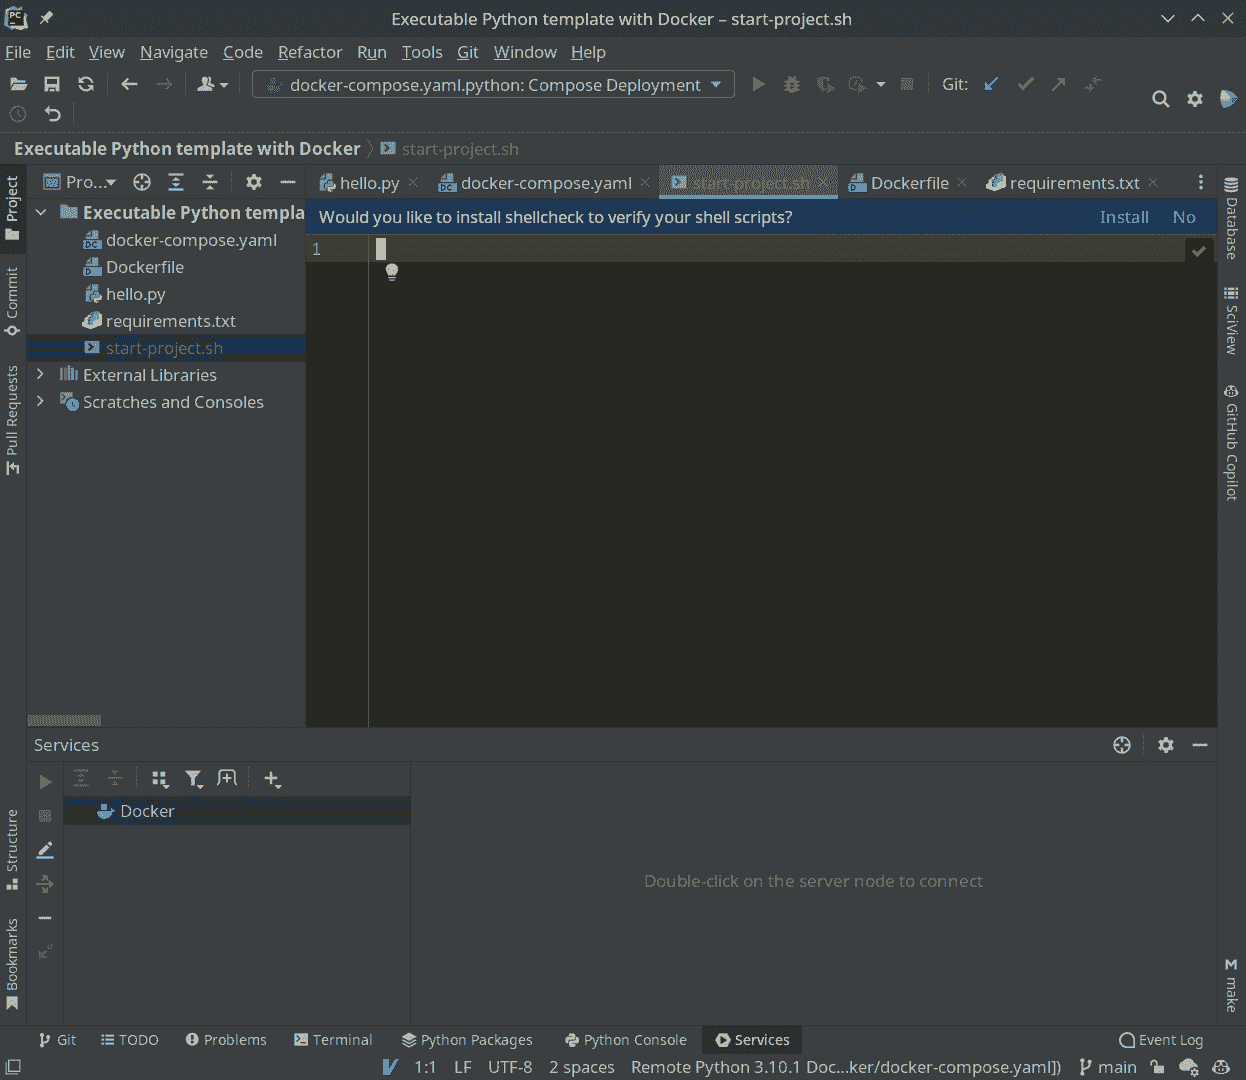 Executable Python template with Docker – start-project.sh
File Edit View Navigate Code Refactor Run Tools Git Window Help
docker-compose.yaml.python: Compose Deployment Git:
Executable Python template with Docker start-project.sh
Pro... hello.py docker-compose.yaml start-project.sh Dockerfile requirements.txt
Would you like to install shellcheck to verify your shell scripts? Install No
1
Executable Python templa
docker-compose.yaml
Dockerfile
hello.py
requirements.txt
start-project.sh
External Libraries
Scratches and Consoles
Project
Commit
Pull Requests
Structure
Bookmarks
Database
SciView
GitHub Copilot
make
Services
Docker
Double-click on the server node to connect
Git TODO Problems Terminal Python Packages Python Console Services Event Log
1:1 LF UTF-8 2 spaces Remote Python 3.10.1 Doc...ker/docker-compose.yaml]) main